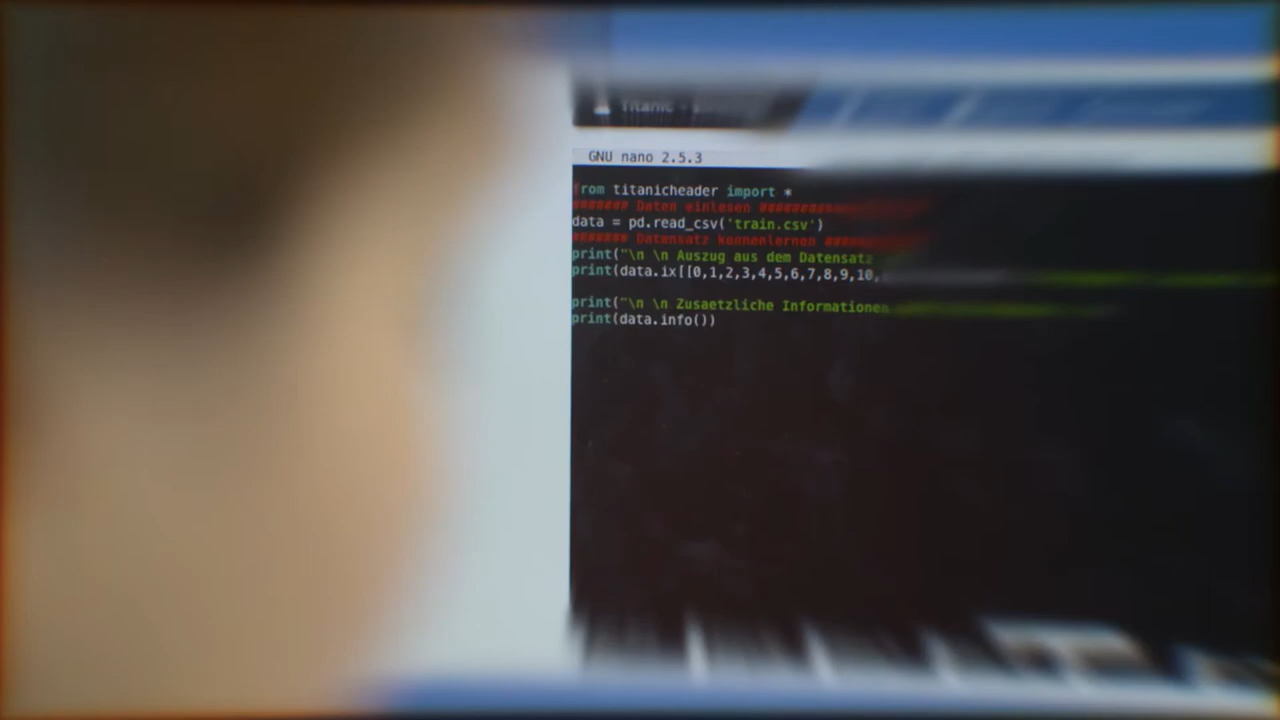 Titanic
GNU nano 2.5.3
from titanicheader import *
####### Daten einlesen ###########
data = pd.read_csv('train.csv')
####### Datensatz kennenlernen #########
print("\n \n Auszug aus dem Datensatz
print(data.ix[[0,1,2,3,4,5,6,7,8,9,10,
print("\n \n Zusaetzliche Informationen
print(data.info())